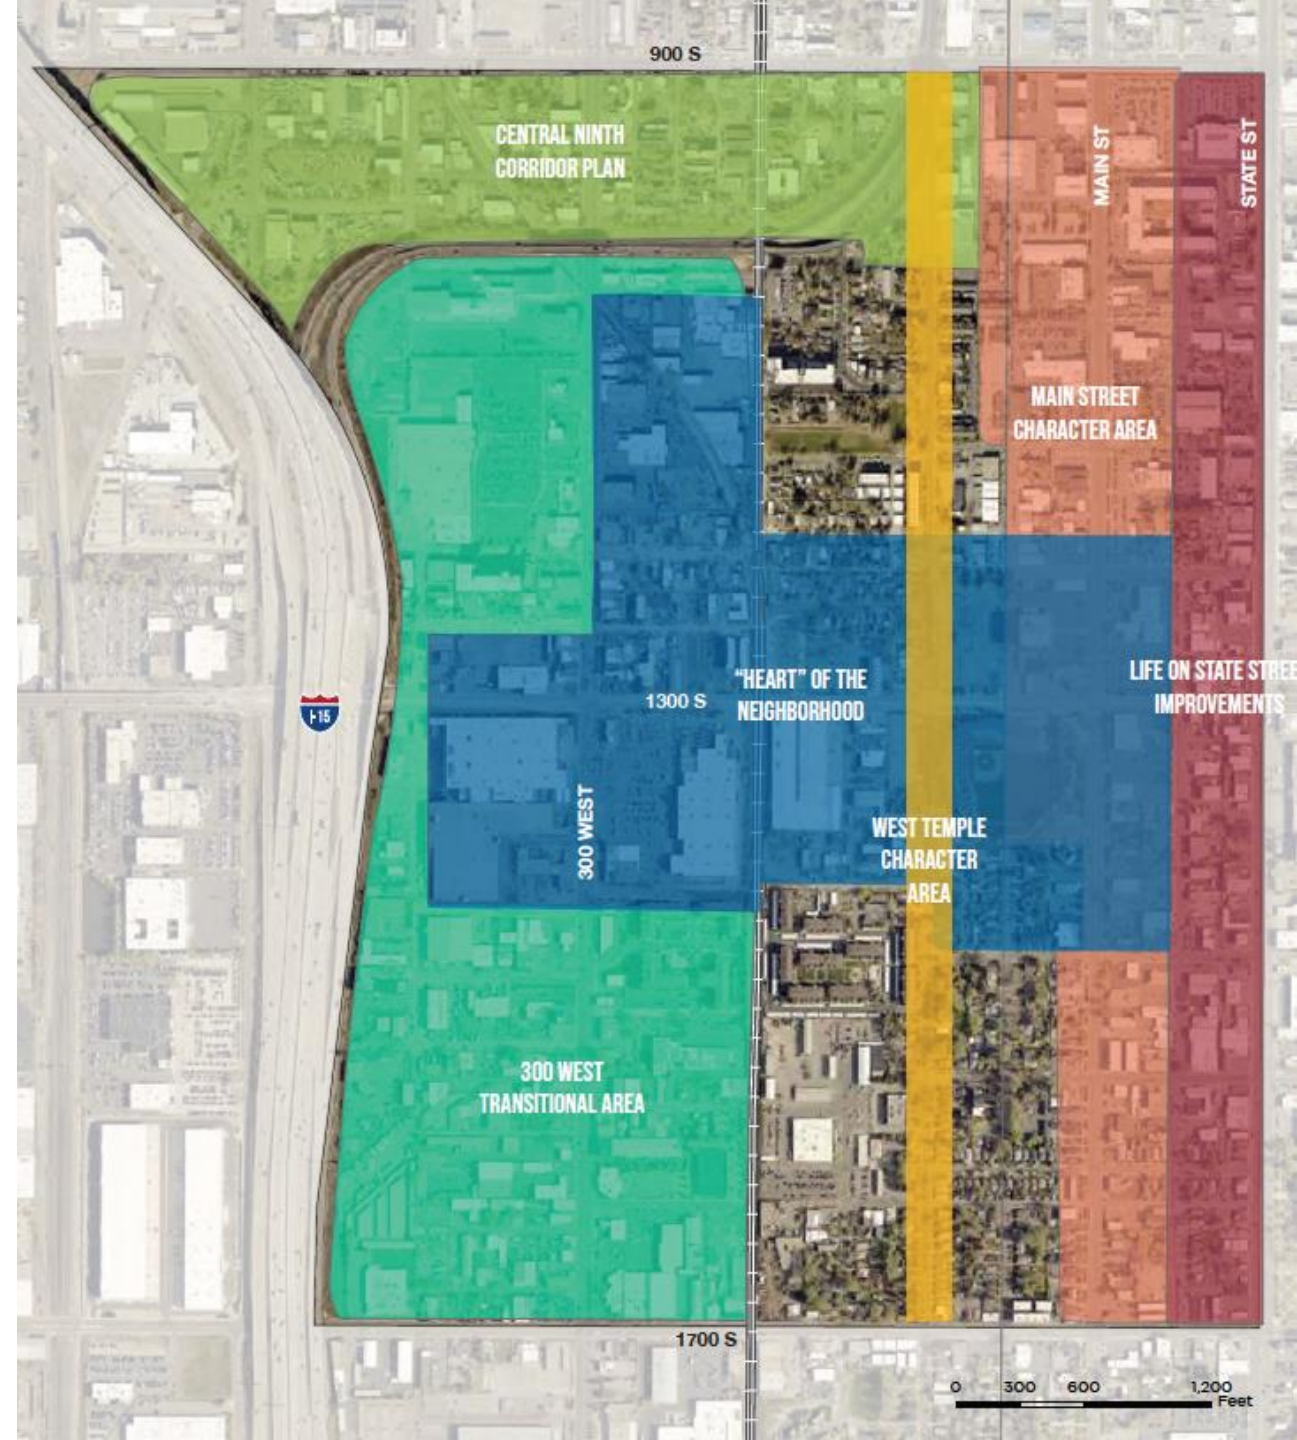 900 S
CENTRAL NINTH
CORRIDOR PLAN
MAIN ST
STATE ST
MAIN STREET
CHARACTER AREA
"HEART" OF THE
NEIGHBORHOOD
1300 S
LIFE ON STATE STREE
IMPROVEMENTS
I-15
300 WEST
WEST TEMPLE
CHARACTER
AREA
300 WEST
TRANSITIONAL AREA
1700 S
0 300 600 1,200
Feet